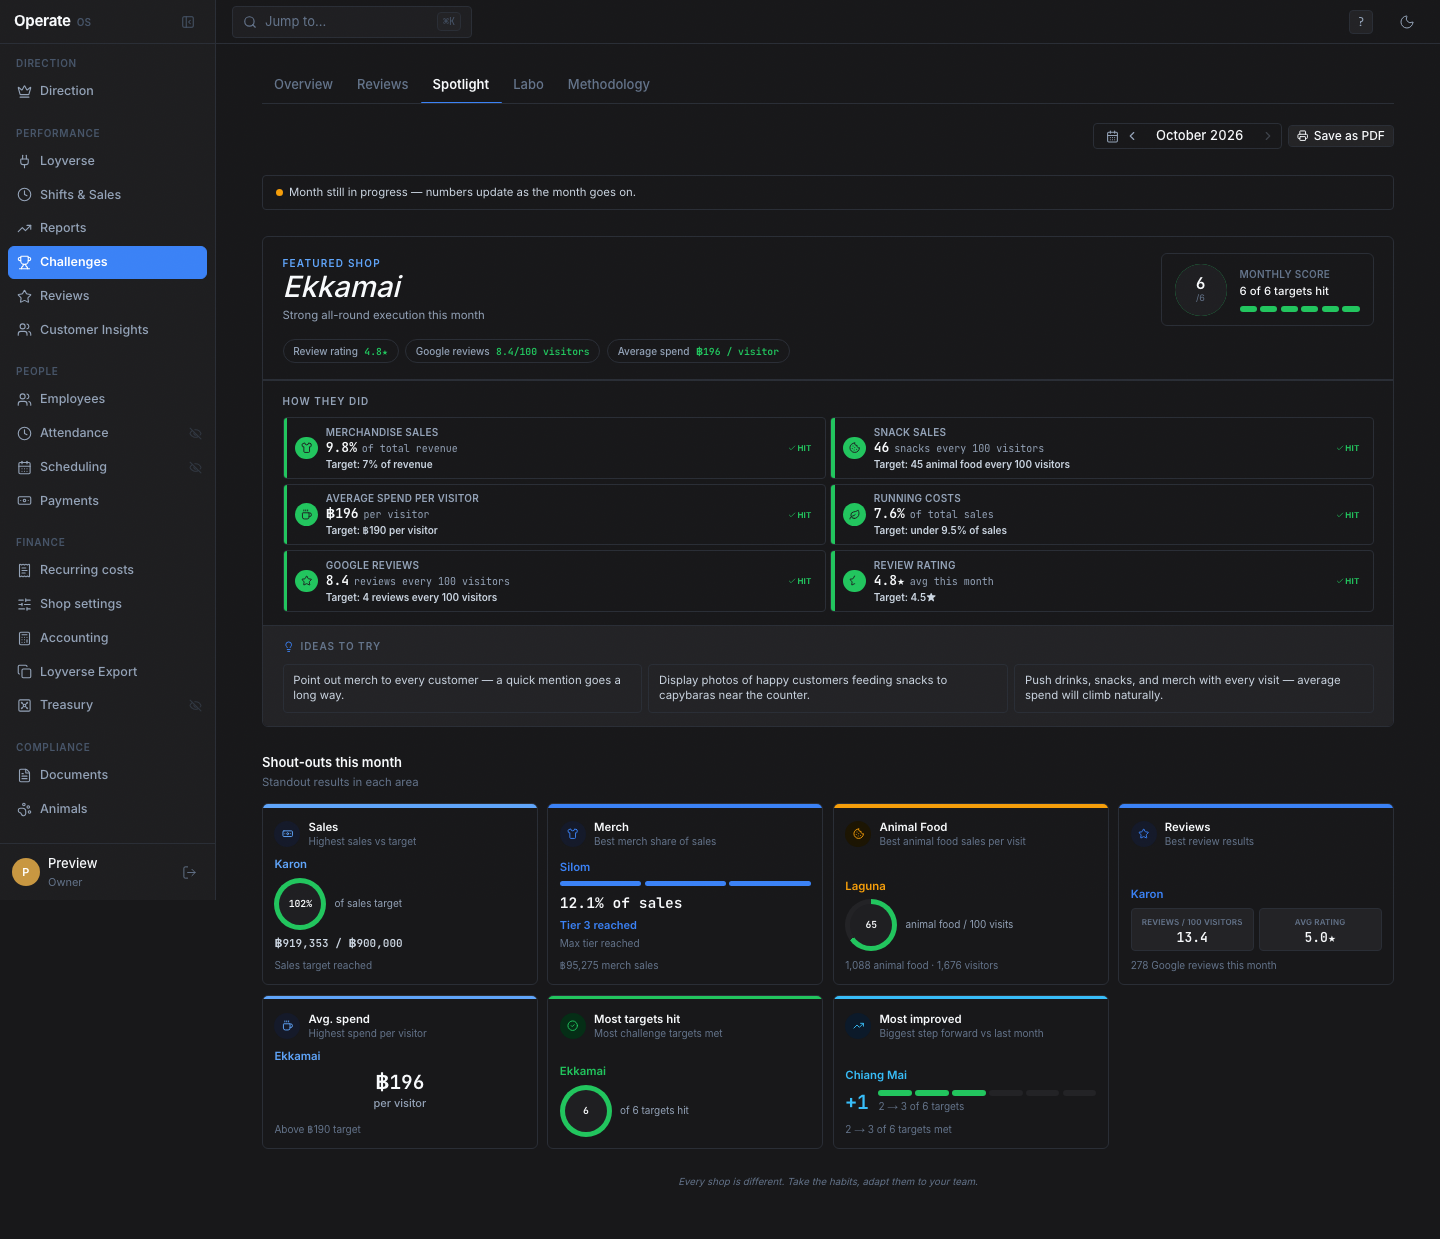 Operate OS
Jump to...
⌘K
?
DIRECTION
Direction
PERFORMANCE
Loyverse
Shifts & Sales
Reports
Challenges
Reviews
Customer Insights
PEOPLE
Employees
Attendance
Scheduling
Payments
FINANCE
Recurring costs
Shop settings
Accounting
Loyverse Export
Treasury
COMPLIANCE
Documents
Animals
P
Preview
Owner
Overview Reviews Spotlight Labo Methodology
October 2026
Save as PDF
Month still in progress — numbers update as the month goes on.
FEATURED SHOP
Ekkamai
Strong all-round execution this month
6
/6
MONTHLY SCORE
6 of 6 targets hit
Review rating 4.8★
Google reviews 8.4/100 visitors
Average spend ฿196 / visitor
HOW THEY DID
MERCHANDISE SALES
9.8% of total revenue
Target: 7% of revenue
✓ HIT
SNACK SALES
46 snacks every 100 visitors
Target: 45 animal food every 100 visitors
✓ HIT
AVERAGE SPEND PER VISITOR
฿196 per visitor
Target: ฿190 per visitor
✓ HIT
RUNNING COSTS
7.6% of total sales
Target: under 9.5% of sales
✓ HIT
GOOGLE REVIEWS
8.4 reviews every 100 visitors
Target: 4 reviews every 100 visitors
✓ HIT
REVIEW RATING
4.8★ avg this month
Target: 4.5★
✓ HIT
IDEAS TO TRY
Point out merch to every customer — a quick mention goes a
long way.
Display photos of happy customers feeding snacks to
capybaras near the counter.
Push drinks, snacks, and merch with every visit — average
spend will climb naturally.
Shout-outs this month
Standout results in each area
Sales
Highest sales vs target
Karon
102%
of sales target
฿919,353 / ฿900,000
Sales target reached
Merch
Best merch share of sales
Silom
12.1% of sales
Tier 3 reached
Max tier reached
฿95,275 merch sales
Animal Food
Best animal food sales per visit
Laguna
65
animal food / 100 visits
1,088 animal food · 1,676 visitors
Reviews
Best review results
Karon
REVIEWS / 100 VISITORS
13.4
AVG RATING
5.0★
278 Google reviews this month
Avg. spend
Highest spend per visitor
Ekkamai
฿196
per visitor
Above ฿190 target
Most targets hit
Most challenge targets met
Ekkamai
6
of 6 targets hit
Most improved
Biggest step forward vs last month
Chiang Mai
+1
2 → 3 of 6 targets
2 → 3 of 6 targets met
Every shop is different. Take the habits, adapt them to your team.